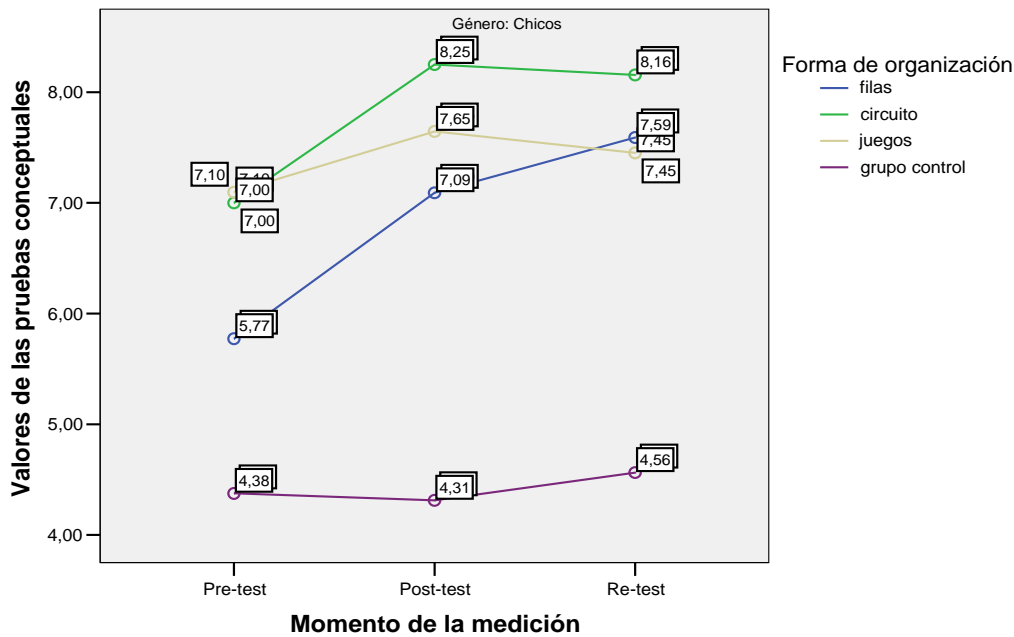 Género: Chicos
Valores de las pruebas conceptuales
8,00
7,00
6,00
5,00
4,00
8,25
8,16
7,65
7,59
7,45
7,45
7,10
7,10
7,00
7,00
7,09
5,77
4,38
4,31
4,56
Pre-test
Post-test
Re-test
Momento de la medición
Forma de organización
filas
circuito
juegos
grupo control